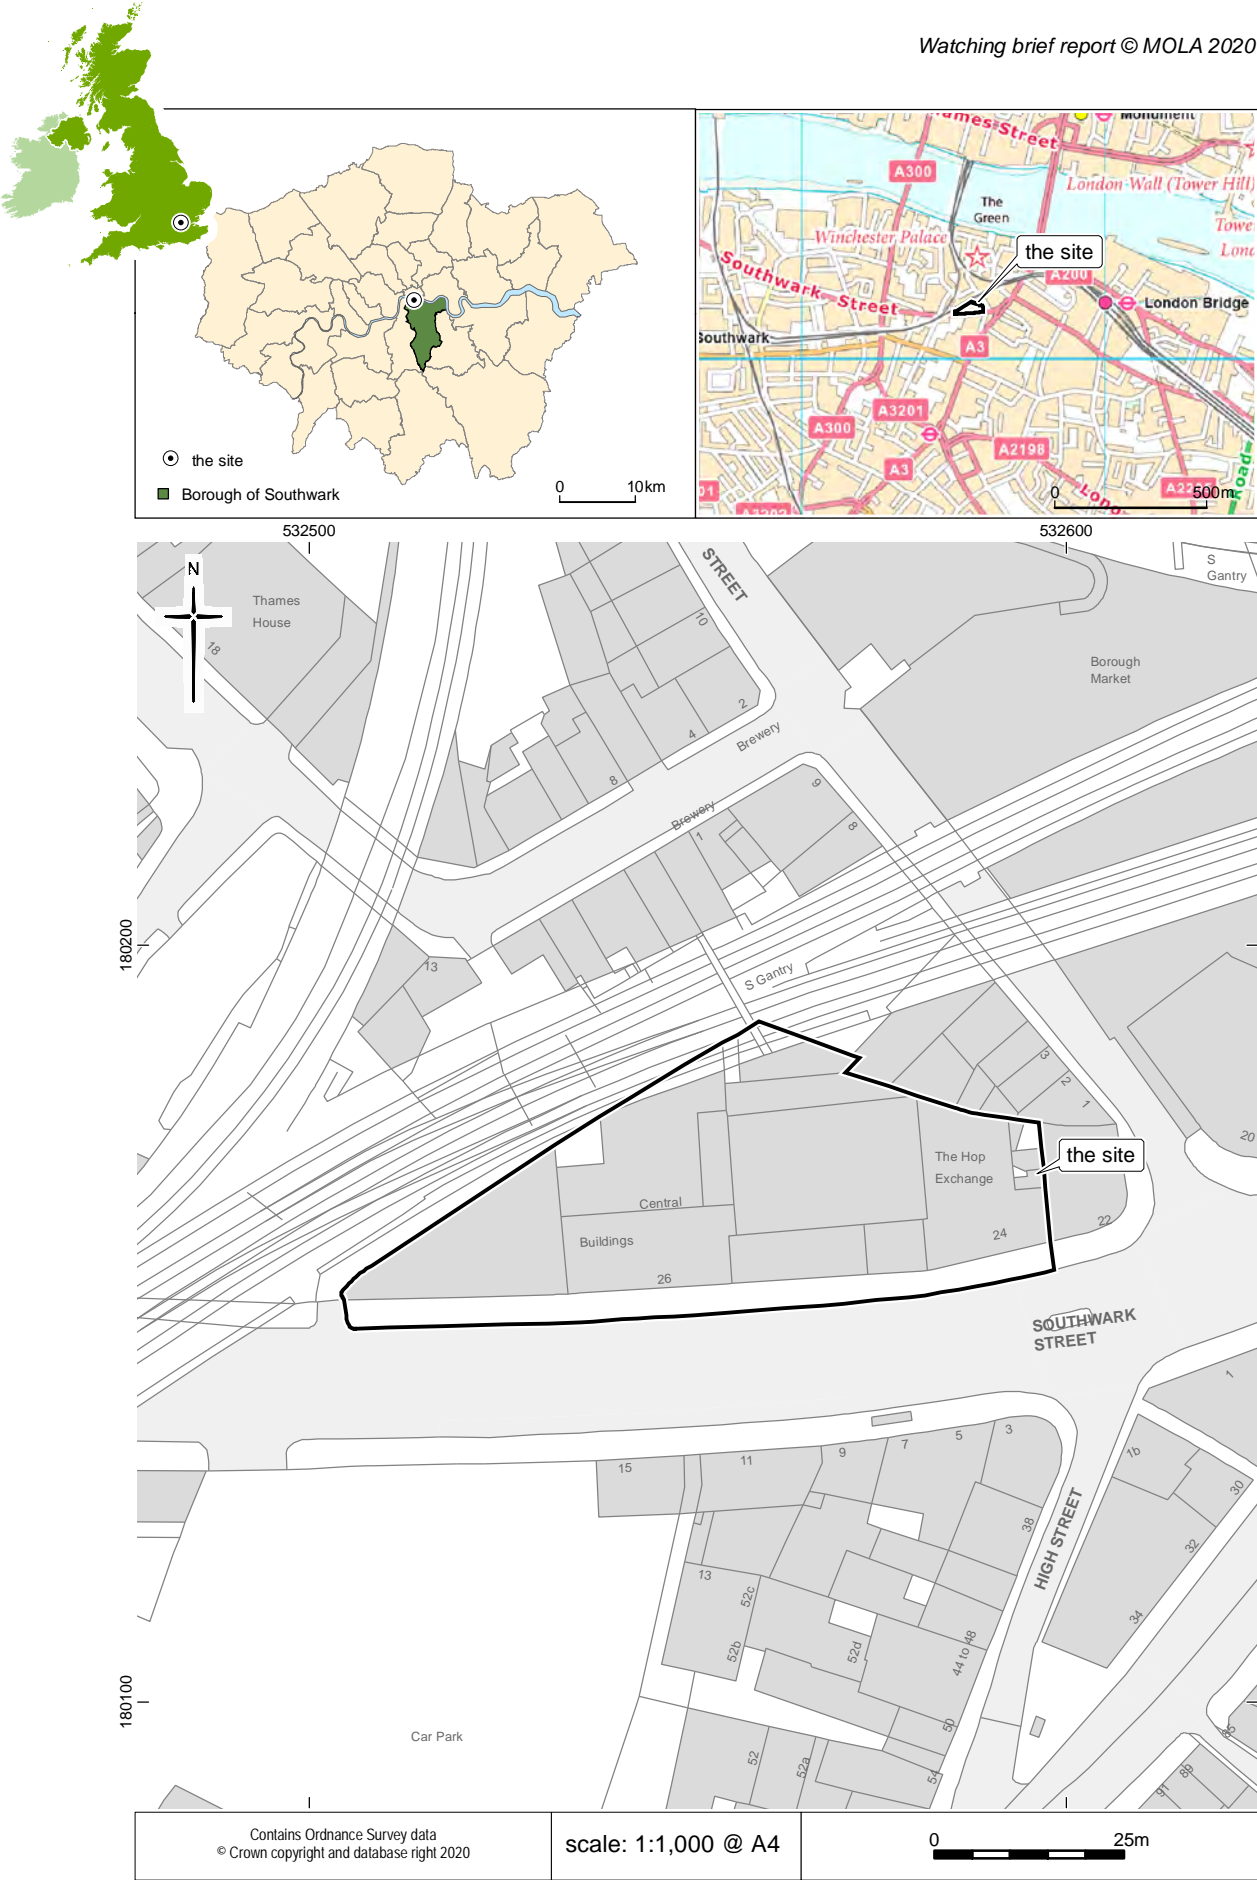 Watching brief report © MOLA 2020
the site
Borough of Southwark
0 10km
Monument
Thames Street
A300
London Wall (Tower Hill)
The
Green
Winchester Palace
the site
Southwark Street
A200
London Bridge
Southwark
A3
A3201
A300
A2198
A3
Road
0 500m
532500
532600
N
Thames
House
18
STREET
10
S
Gantry
Borough
Market
2
4
Brewery
8
9
Brewery
1
8
180200
13
S Gantry
3
2
1
20
the site
The Hop
Exchange
Central
Buildings
24
22
26
SOUTHWARK
STREET
1
3
5
7
9
11
15
1b
30
38
HIGH STREET
32
13
52c
34
52b
52d
44 to 48
180100
50
Car Park
52
52a
54
85
89
91
Contains Ordnance Survey data
© Crown copyright and database right 2020
scale: 1:1,000 @ A4
0 25m